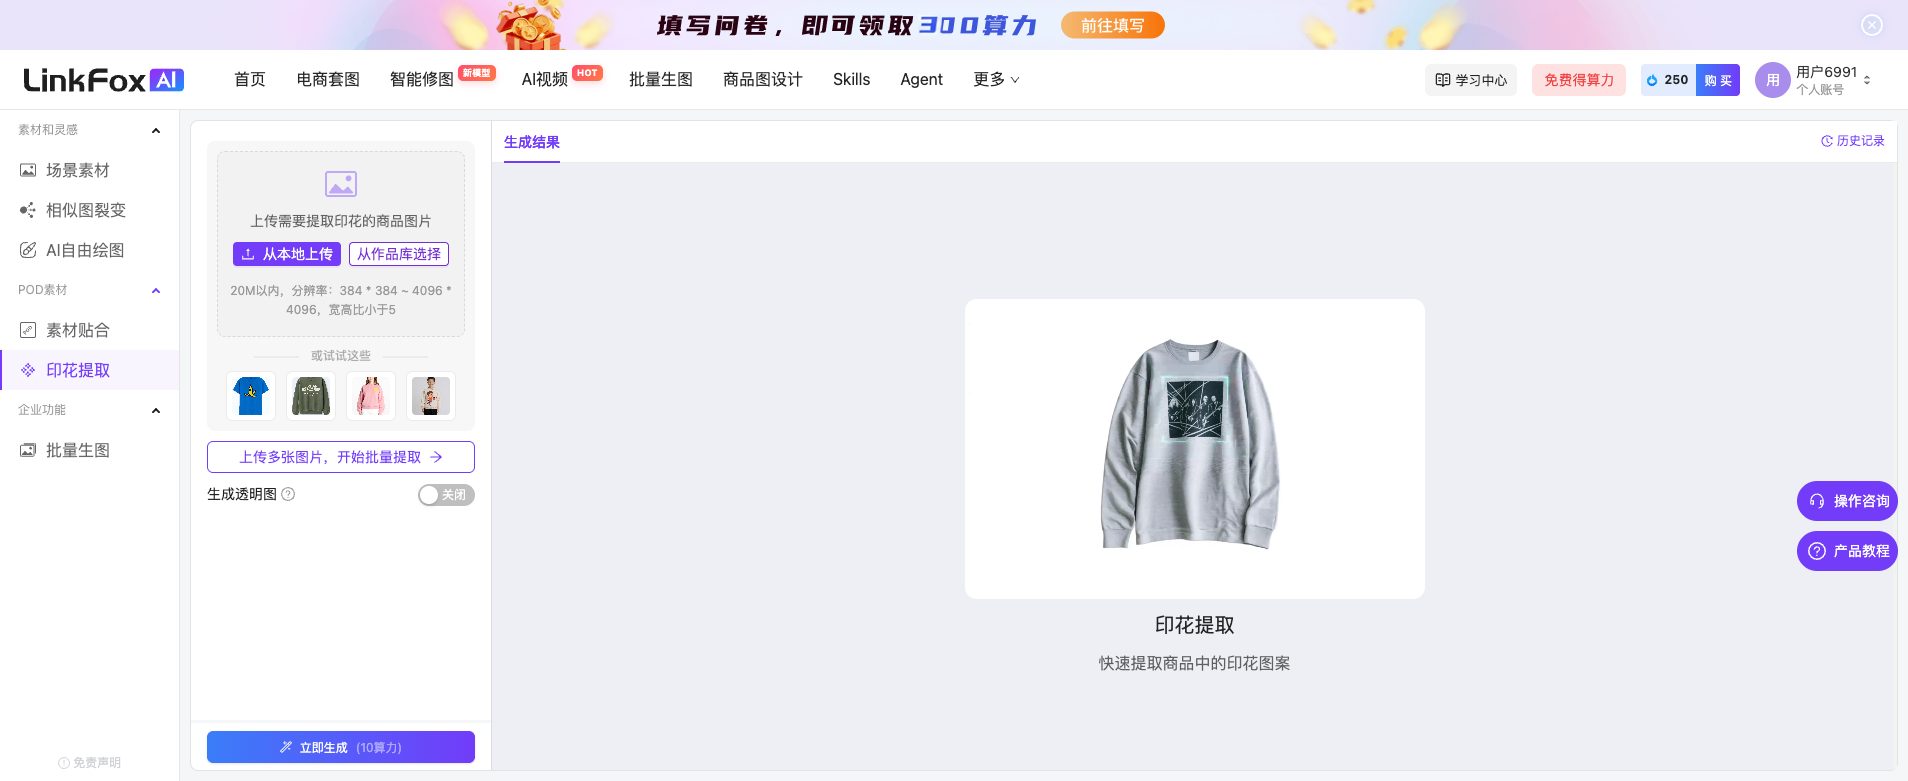 填写问卷，即可领取300算力
前往填写
LinkFox AI
首页
电商套图
智能修图
新模型
AI视频
HOT
批量生图
商品图设计
Skills
Agent
更多
学习中心
免费得算力
250
购 买
用
用户6991
个人账号
素材和灵感
场景素材
相似图裂变
AI自由绘图
POD素材
素材贴合
印花提取
企业功能
批量生图
免责声明
上传需要提取印花的商品图片
从本地上传
从作品库选择
20M以内，分辨率：384 * 384 ~ 4096 *
4096，宽高比小于5
或试试这些
上传多张图片，开始批量提取
生成透明图
关闭
立即生成 (10算力)
生成结果
历史记录
印花提取
快速提取商品中的印花图案
操作咨询
产品教程